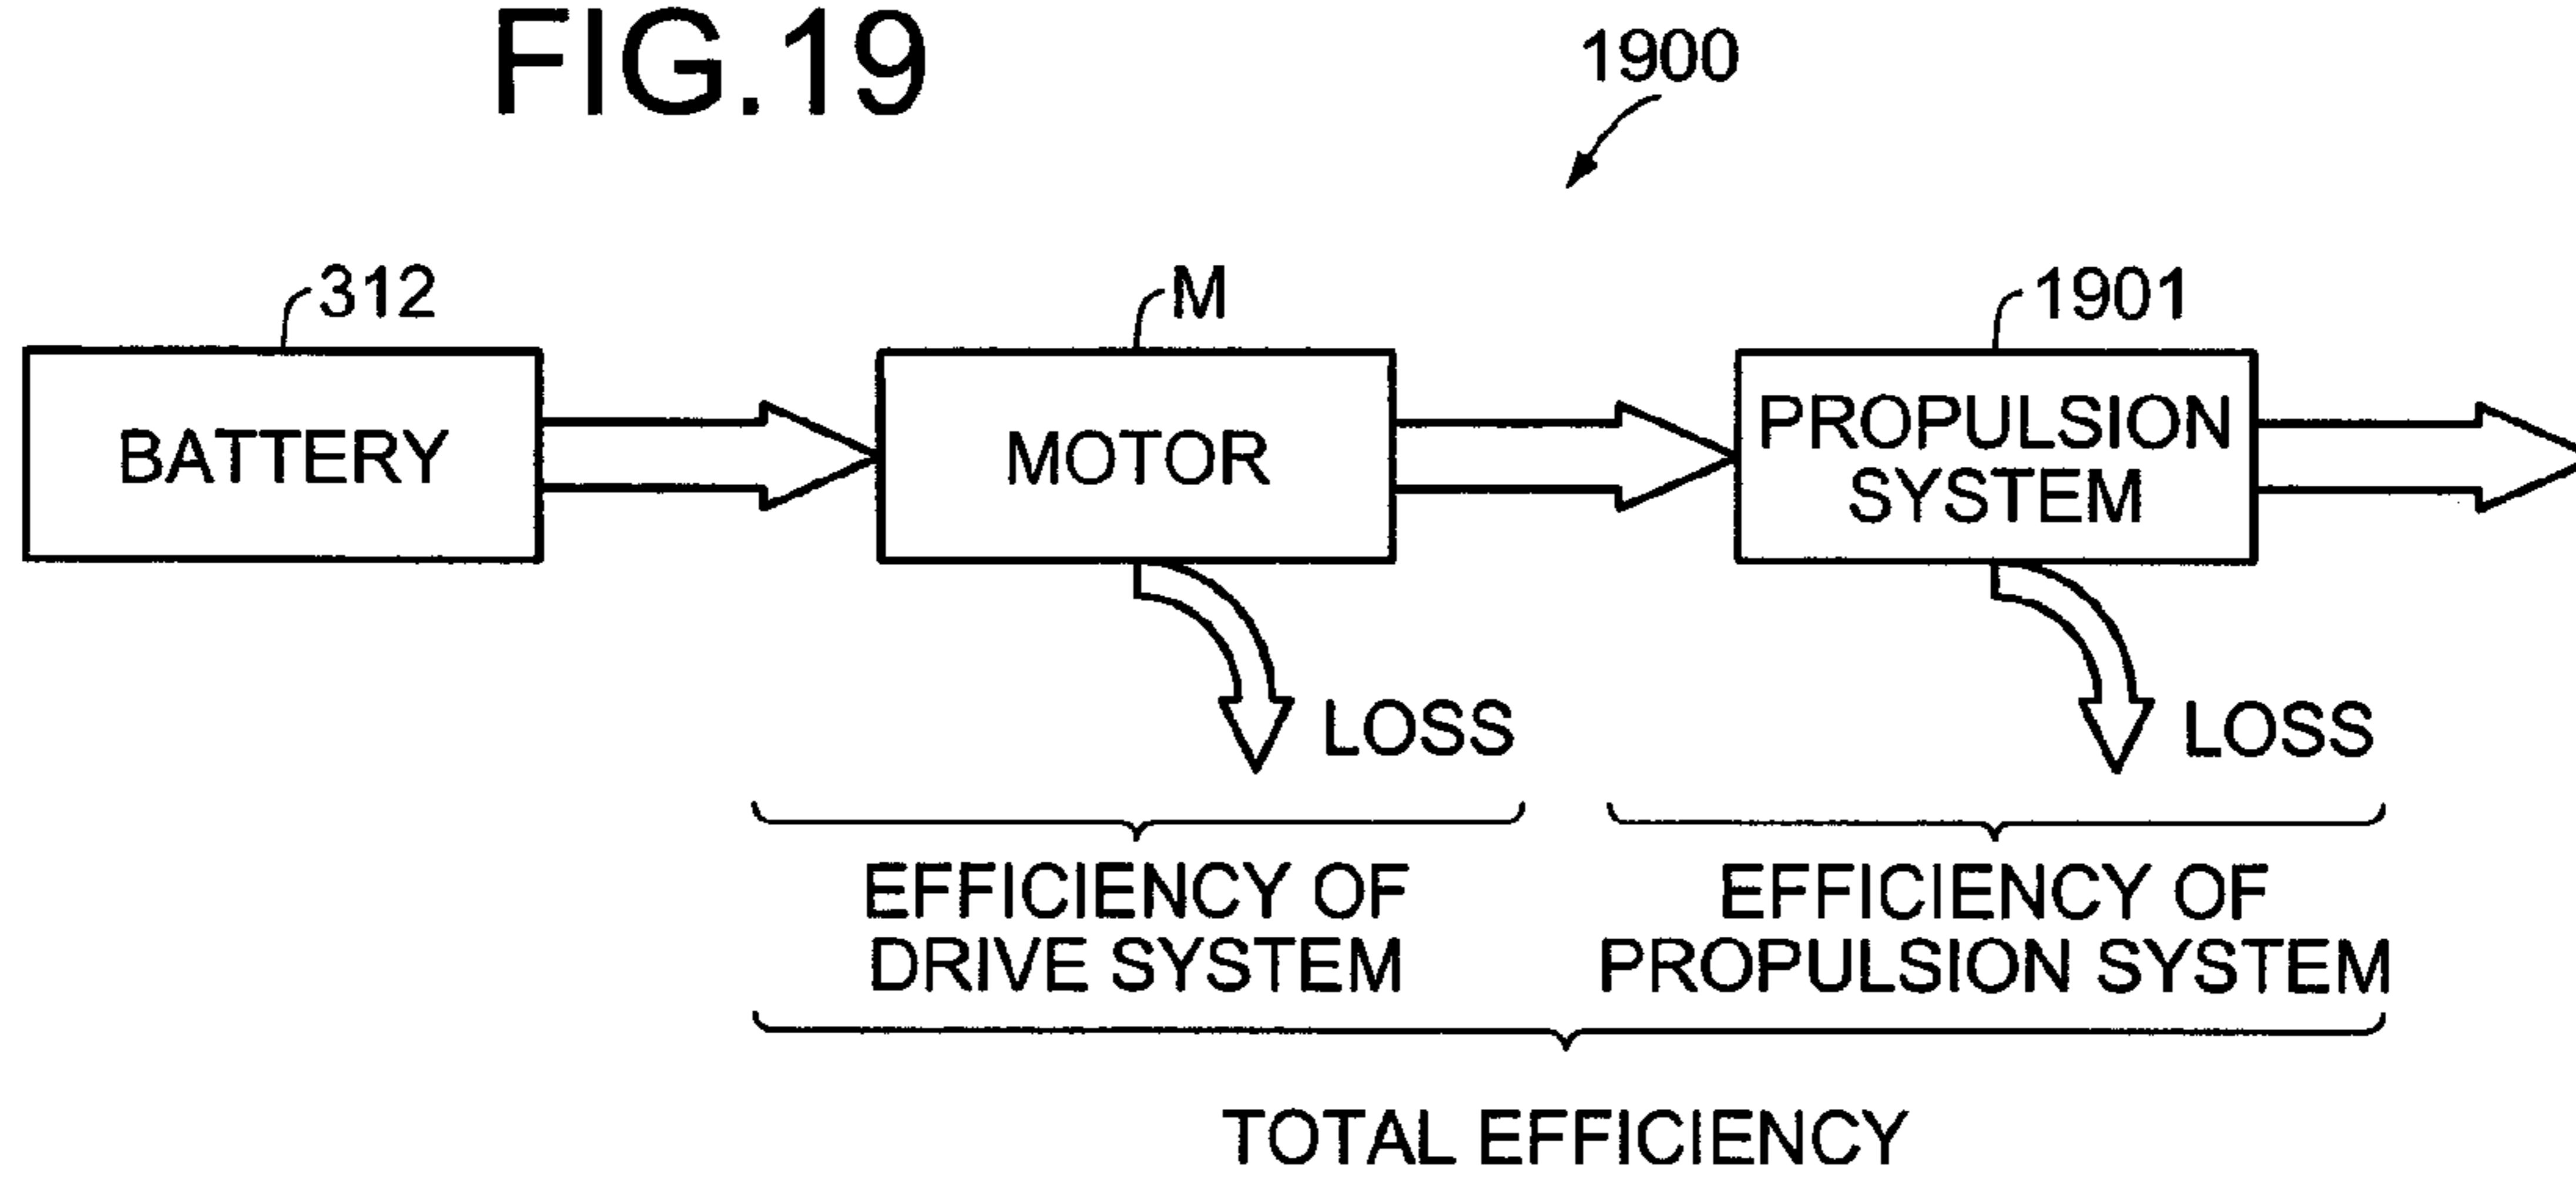 FIG.19
1900
312
M
1901
BATTERY
MOTOR
PROPULSION
SYSTEM
LOSS
LOSS
EFFICIENCY OF
DRIVE SYSTEM
EFFICIENCY OF
PROPULSION SYSTEM
TOTAL EFFICIENCY